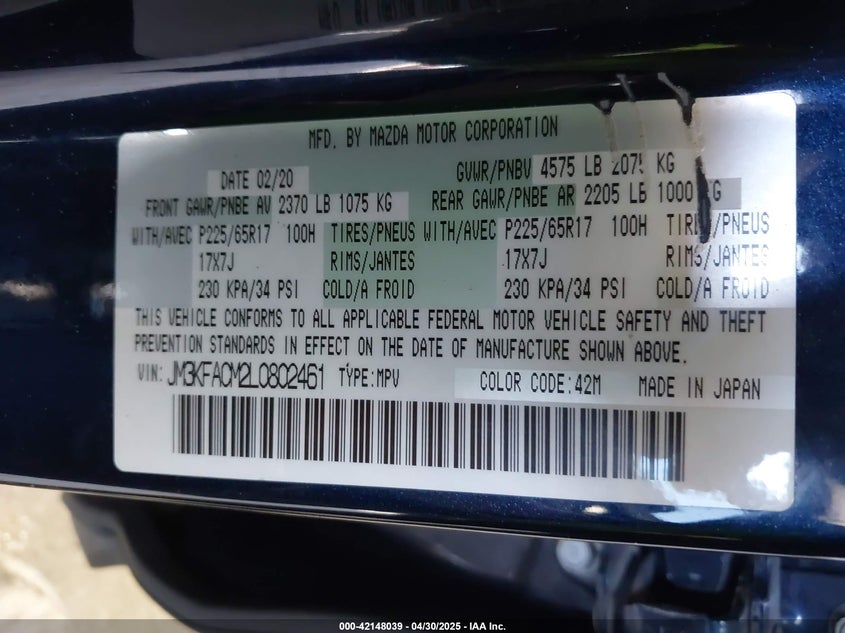 MFD. BY MAZDA MOTOR CORPORATION
DATE 02/20 GVWR/PNBV 4575 LB 2075 KG
FRONT GAWR/PNBE AV 2370 LB 1075 KG REAR GAWR/PNBE AR 2205 LB 1000 KG
WITH/AVEC P225/65R17 100H TIRES/PNEUS WITH/AVEC P225/65R17 100H TIRES/PNEUS
17X7J RIMS/JANTES 17X7J RIMS/JANTES
230 KPA/34 PSI COLD/A FROID 230 KPA/34 PSI COLD/A FROID
THIS VEHICLE CONFORMS TO ALL APPLICABLE FEDERAL MOTOR VEHICLE SAFETY AND THEFT
PREVENTION STANDARDS IN EFFECT ON THE DATE OF MANUFACTURE SHOWN ABOVE.
VIN: JM3KFACM2L0802461 TYPE:MPV COLOR CODE:42M MADE IN JAPAN
000-42148039 - 04/30/2025 - IAA Inc.